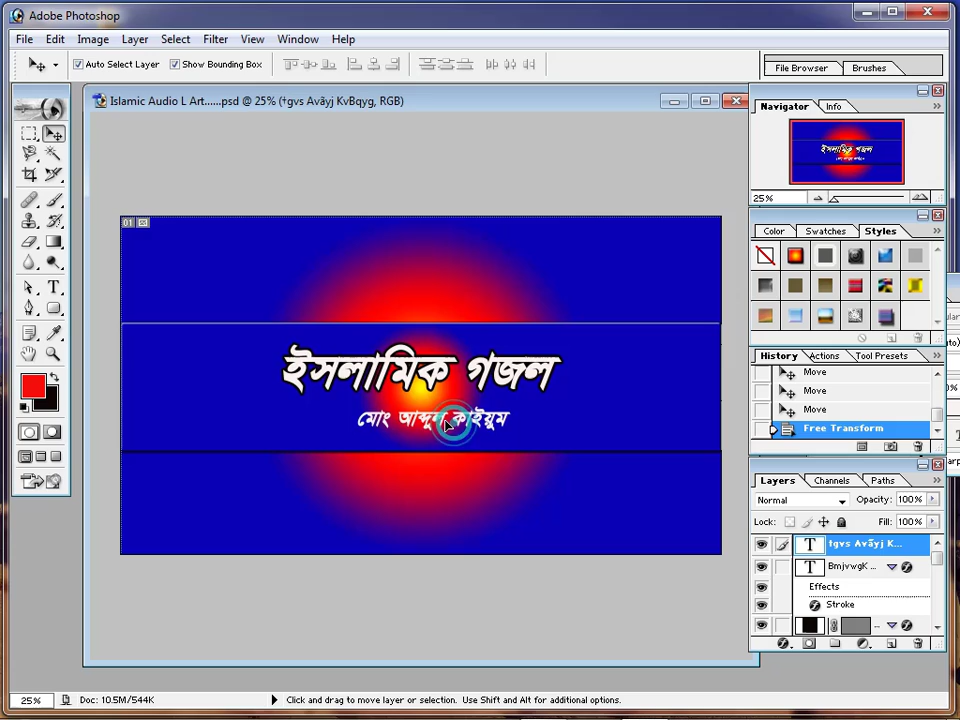 Adobe Photoshop
File Edit Image Layer Select Filter View Window Help
Auto Select Layer Show Bounding Box
File Browser Brushes
Islamic Audio L Art......psd @ 25% (‡gvs Avãyj KvBqyg, RGB)
Navigator Info
25%
Color Swatches Styles
01
ইসলামিক গজল
মোং আব্দুল কাইয়ুম
History Actions Tool Presets
Move
Move
Move
Free Transform
Layers Channels Paths
Normal Opacity: 100%
Lock: Fill: 100%
T ‡gvs Avãyj K...
T BmjvwgK ...
Effects
Stroke
25% Doc: 10.5M/544K Click and drag to move layer or selection. Use Shift and Alt for additional options.